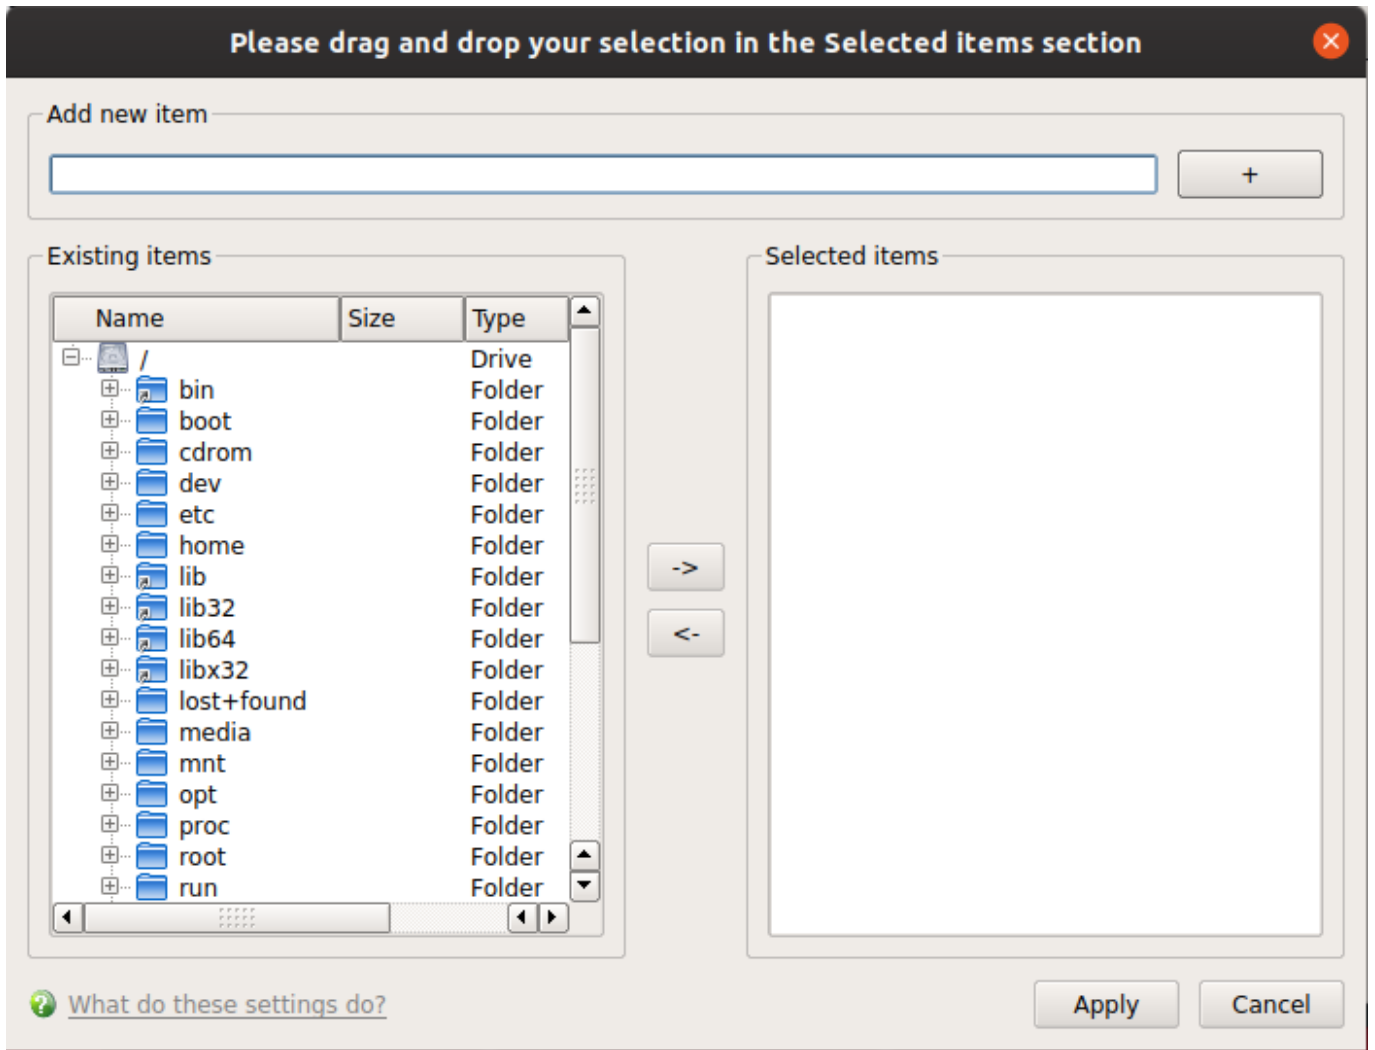 Please drag and drop your selection in the Selected items section
Add new item
+
Existing items
Name Size Type
/ Drive
bin Folder
boot Folder
cdrom Folder
dev Folder
etc Folder
home Folder
lib Folder
lib32 Folder
lib64 Folder
libx32 Folder
lost+found Folder
media Folder
mnt Folder
opt Folder
proc Folder
root Folder
run Folder
->
<-
Selected items
What do these settings do?
Apply
Cancel